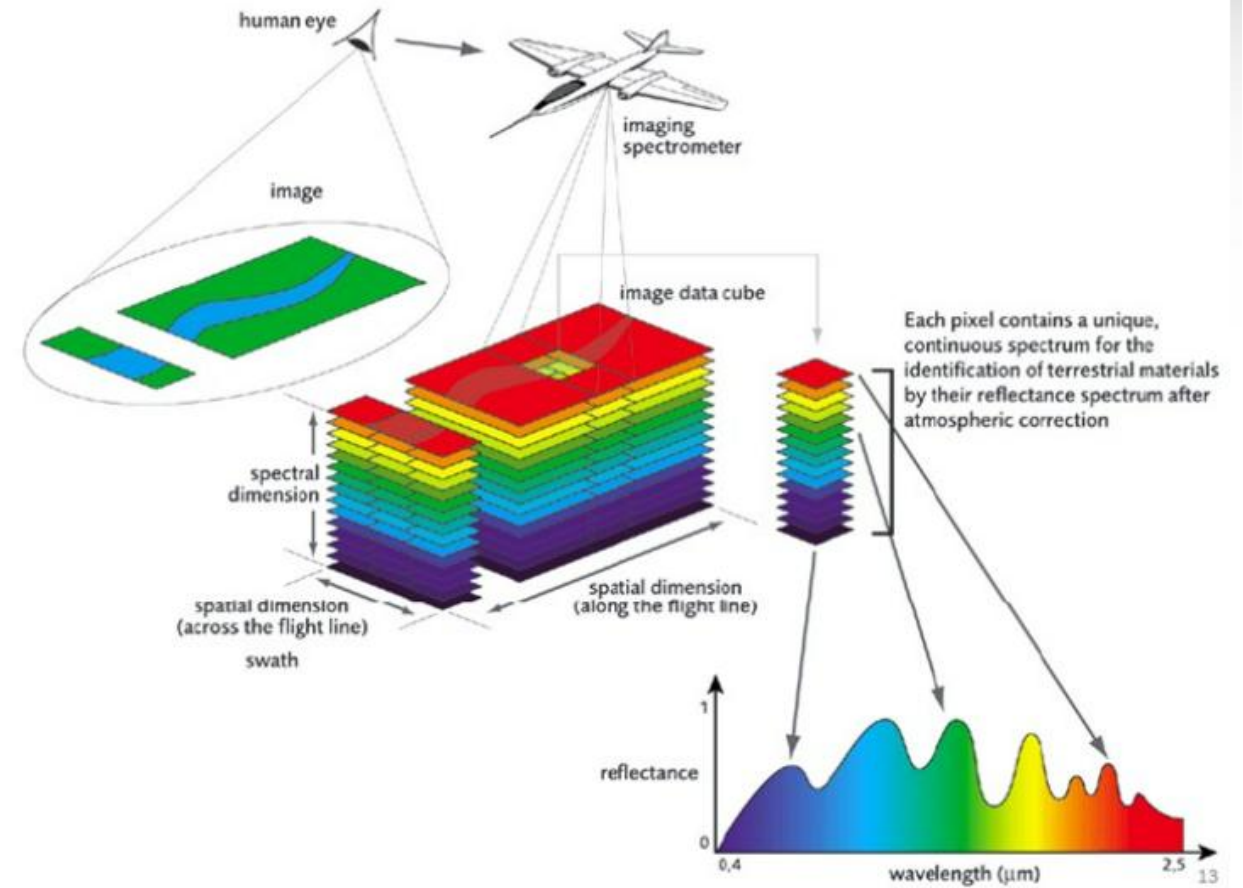 human eye
imaging
spectrometer
image
image data cube
Each pixel contains a unique,
continuous spectrum for the
identification of terrestrial materials
by their reflectance spectrum after
atmospheric correction
spectral
dimension
spatial dimension
(across the flight line)
swath
spatial dimension
(along the flight line)
1
reflectance
0
0,4
wavelength (μm)
2,5
13